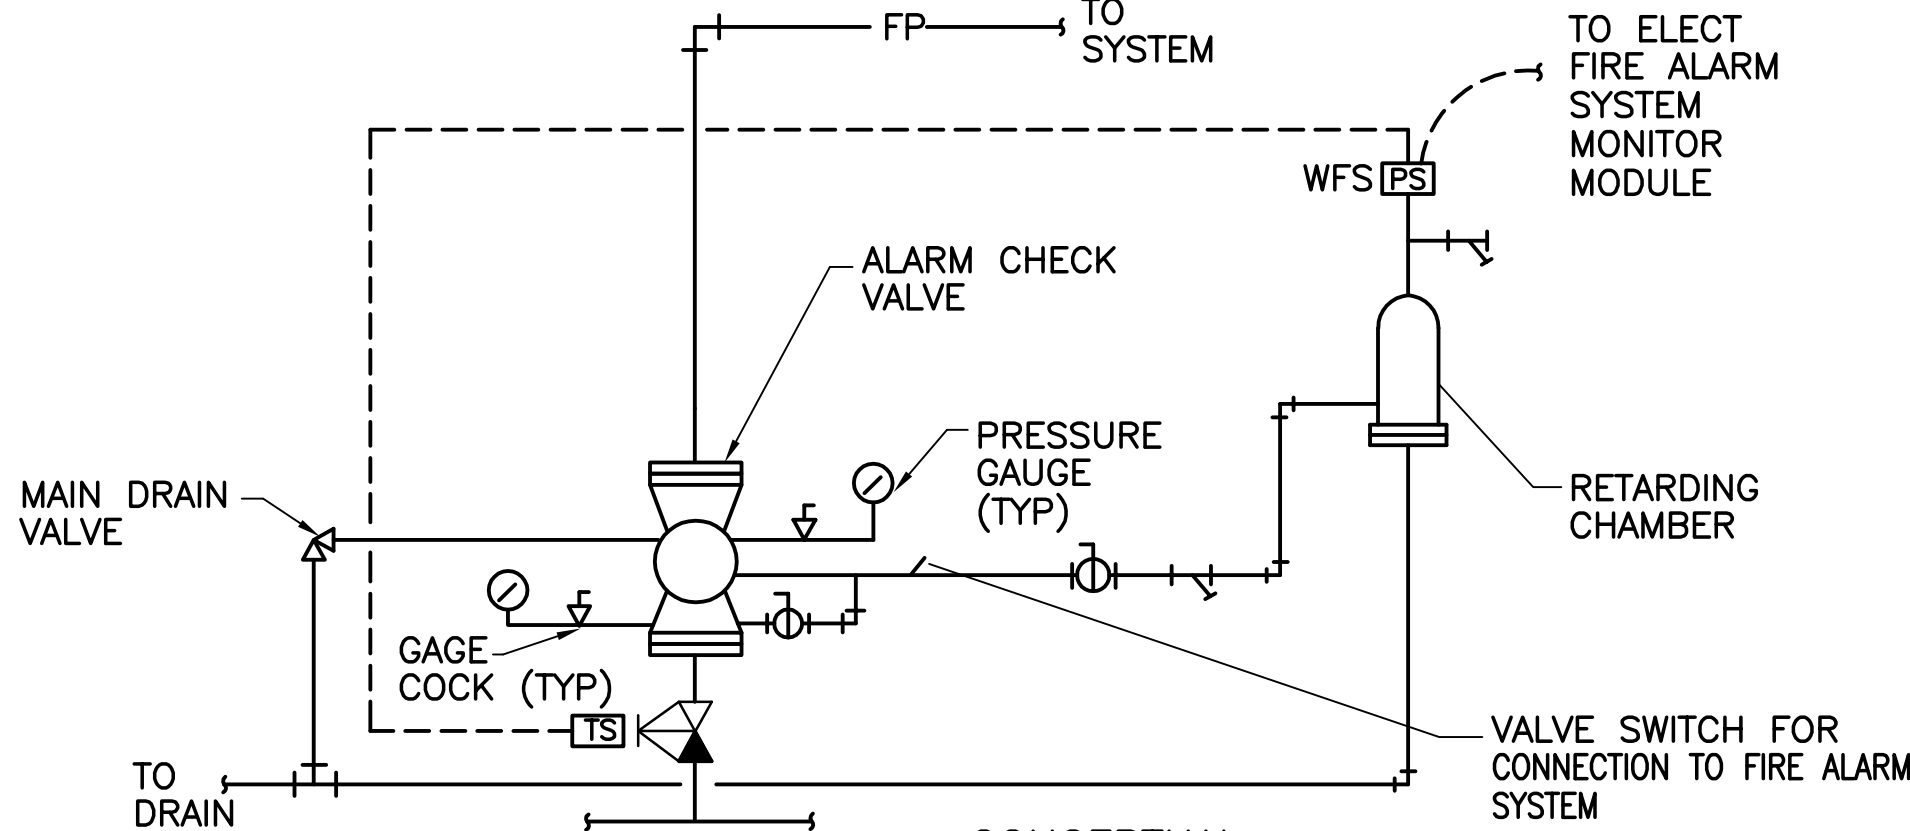 TO
SYSTEM
FP
TO ELECT
FIRE ALARM
SYSTEM
MONITOR
MODULE
WFS PS
ALARM CHECK
VALVE
PRESSURE
GAUGE
(TYP)
MAIN DRAIN
VALVE
RETARDING
CHAMBER
GAGE
COCK (TYP)
TS
VALVE SWITCH FOR
CONNECTION TO FIRE ALARM
SYSTEM
TO
DRAIN